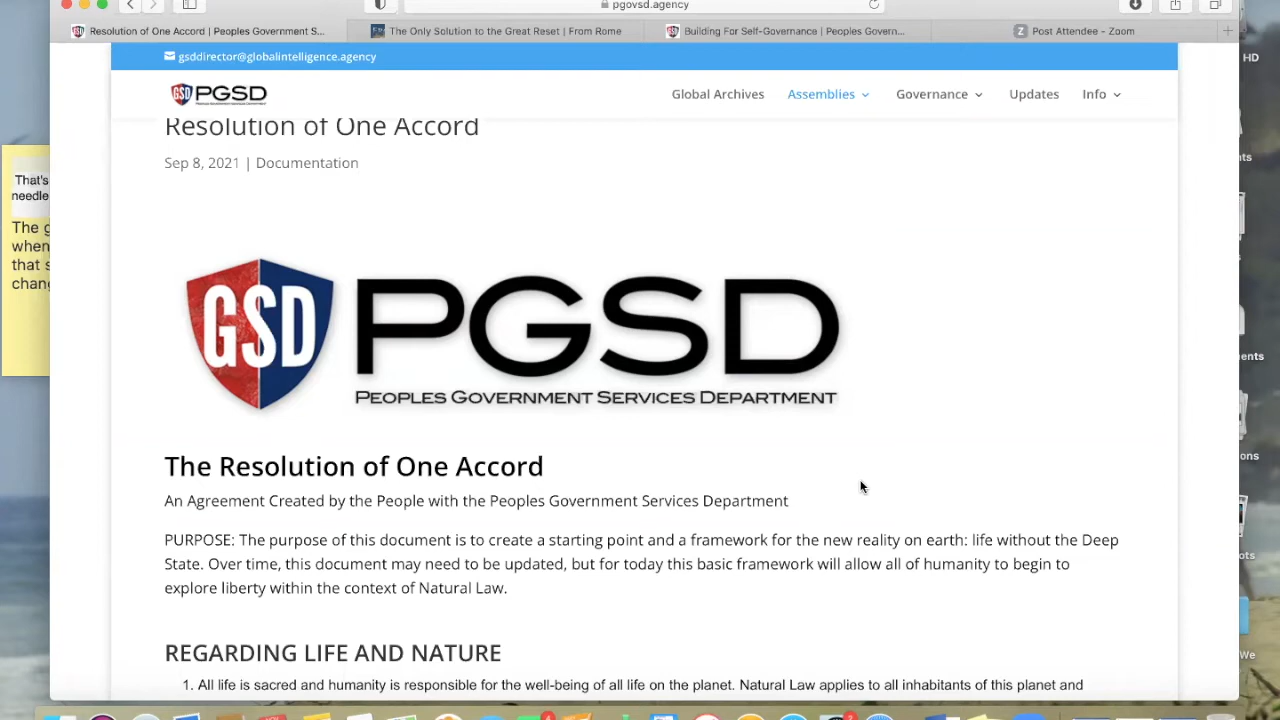 pgovsd.agency
Resolution of One Accord | Peoples Government S...
The Only Solution to the Great Reset | From Rome
Building For Self-Governance | Peoples Govern...
Z Post Attendee - Zoom
gsddirector@globalintelligence.agency
HD
GSD PGSD
Global Archives Assemblies Governance Updates Info
Resolution of One Accord
Sep 8, 2021 | Documentation
That's
needle
The g
when
that s
chang
GSD PGSD
PEOPLES GOVERNMENT SERVICES DEPARTMENT
The Resolution of One Accord
An Agreement Created by the People with the Peoples Government Services Department
PURPOSE: The purpose of this document is to create a starting point and a framework for the new reality on earth: life without the Deep
State. Over time, this document may need to be updated, but for today this basic framework will allow all of humanity to begin to
explore liberty within the context of Natural Law.
REGARDING LIFE AND NATURE
1. All life is sacred and humanity is responsible for the well-being of all life on the planet. Natural Law applies to all inhabitants of this planet and
nts
ents
ons
ots
We